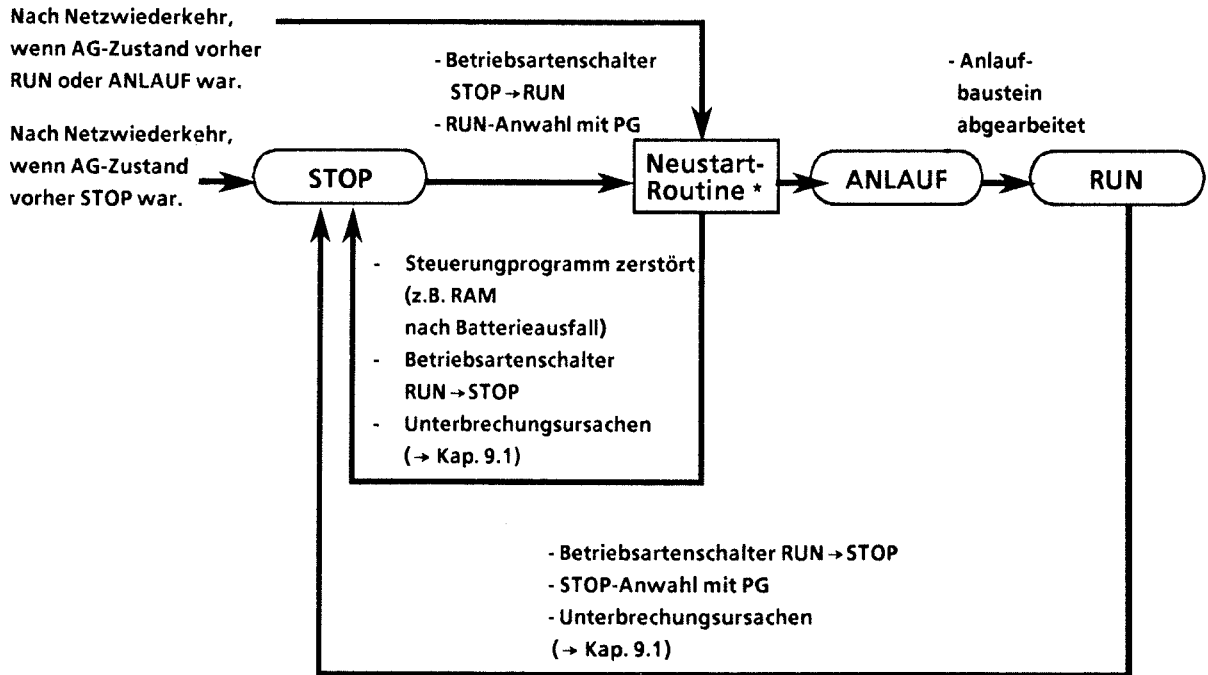 Nach Netzwiederkehr,
wenn AG-Zustand vorher
RUN oder ANLAUF war.
- Betriebsartenschalter
STOP → RUN
- RUN-Anwahl mit PG
- Anlauf-
baustein
abgearbeitet
Nach Netzwiederkehr,
wenn AG-Zustand
vorher STOP war.
STOP
Neustart-
Routine *
ANLAUF
RUN
- Steuerungprogramm zerstört
(z.B. RAM
nach Batterieausfall)
- Betriebsartenschalter
RUN → STOP
- Unterbrechungsursachen
(→ Kap. 9.1)
- Betriebsartenschalter RUN → STOP
- STOP-Anwahl mit PG
- Unterbrechungsursachen
(→ Kap. 9.1)